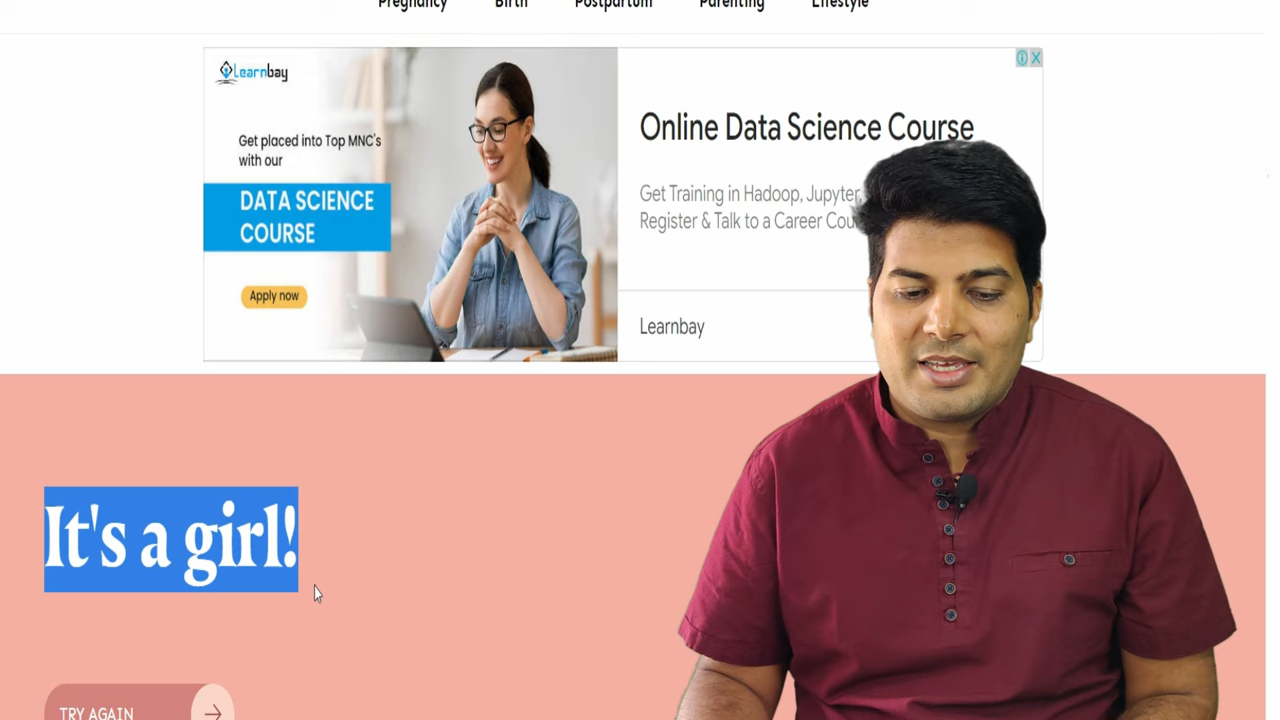 Pregnancy Birth Postpartum Parenting Lifestyle
Learnbay
Get placed into Top MNC's
with our
DATA SCIENCE
COURSE
Apply now
Online Data Science Course
Get Training in Hadoop, Jupyter,
Register & Talk to a Career
Learnbay
It's a girl!
TRY AGAIN